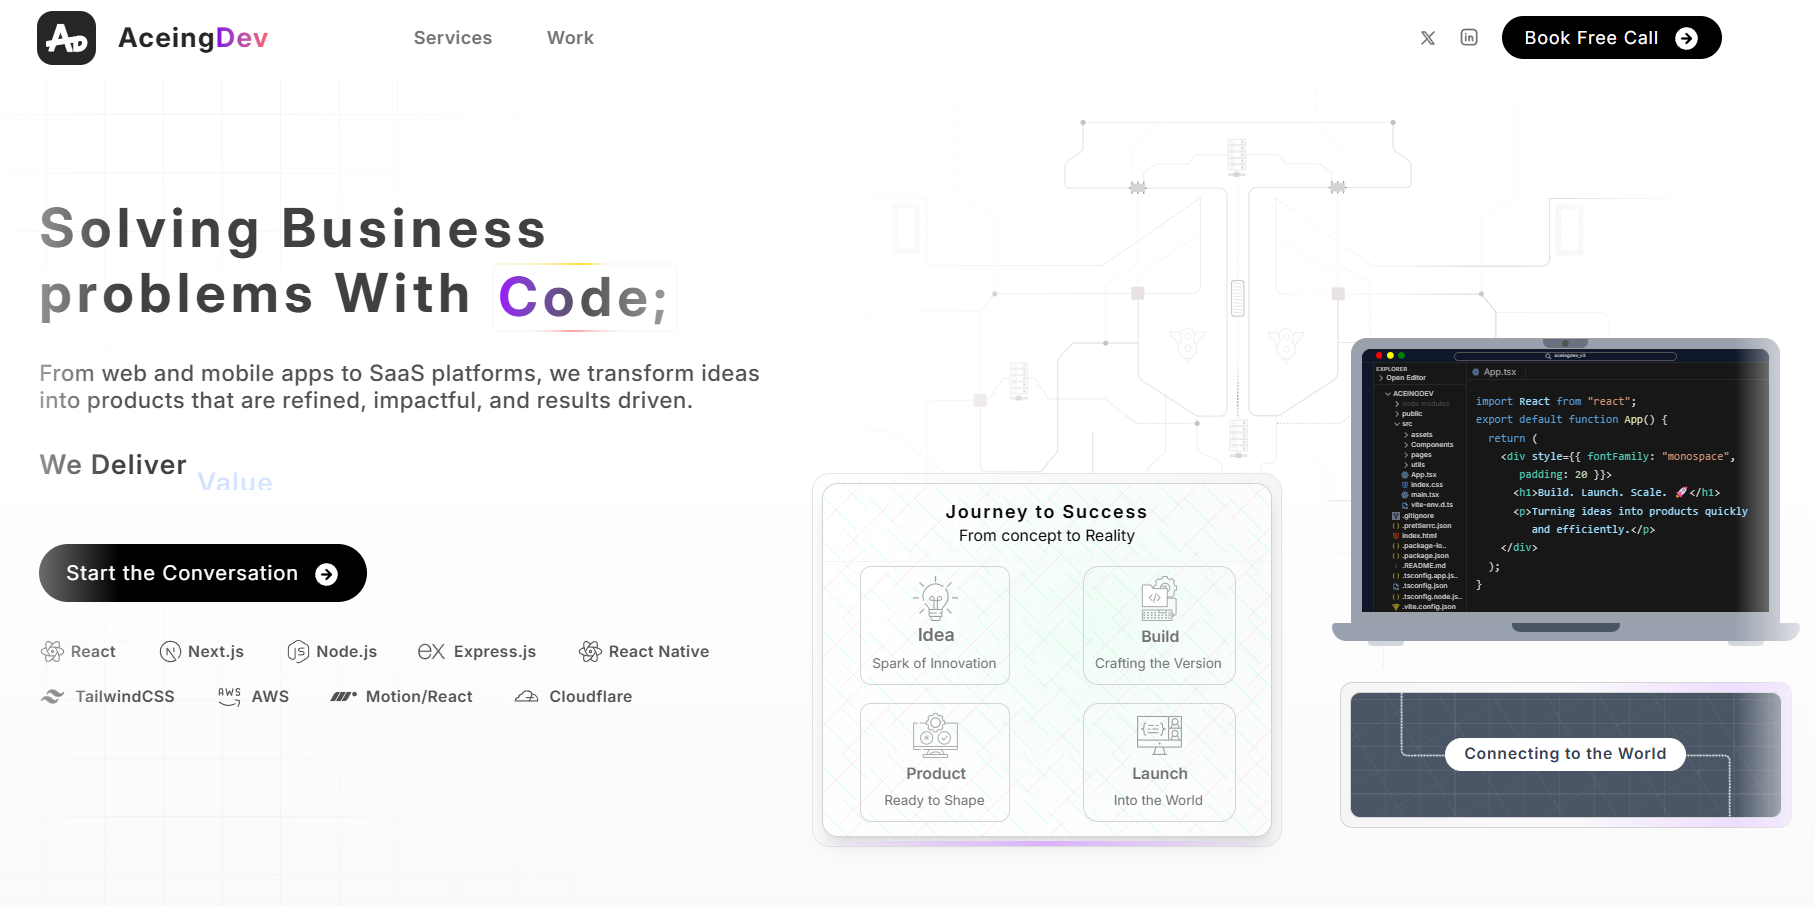 AD
AceingDev
Services
Work
Book Free Call
Solving Business
problems With Code;
From web and mobile apps to SaaS platforms, we transform ideas
into products that are refined, impactful, and results driven.
We Deliver Value
Start the Conversation
React
Next.js
Node.js
Express.js
React Native
TailwindCSS
AWS
Motion/React
Cloudflare
Journey to Success
From concept to Reality
Idea
Spark of Innovation
Build
Crafting the Version
Product
Ready to Shape
Launch
Into the World
aceingdev_v3
EXPLORER
Open Editor
ACEINGDEV
node modules
public
src
assets
Components
pages
utils
App.tsx
index.css
main.tsx
vite-env.d.ts
.gitignore
.prettierrc.json
index.html
.package-lo..
.package.json
.README.md
.tsconfig.app.js..
.tsconfig.json
.tsconfig.node.js..
.vite.config.json
App.tsx
import React from "react";
export default function App() {
return (
<div style={{ fontFamily: "monospace",
padding: 20 }}>
<h1>Build. Launch. Scale. 🚀</h1>
<p>Turning ideas into products quickly
and efficiently.</p>
</div>
);
}
Connecting to the World